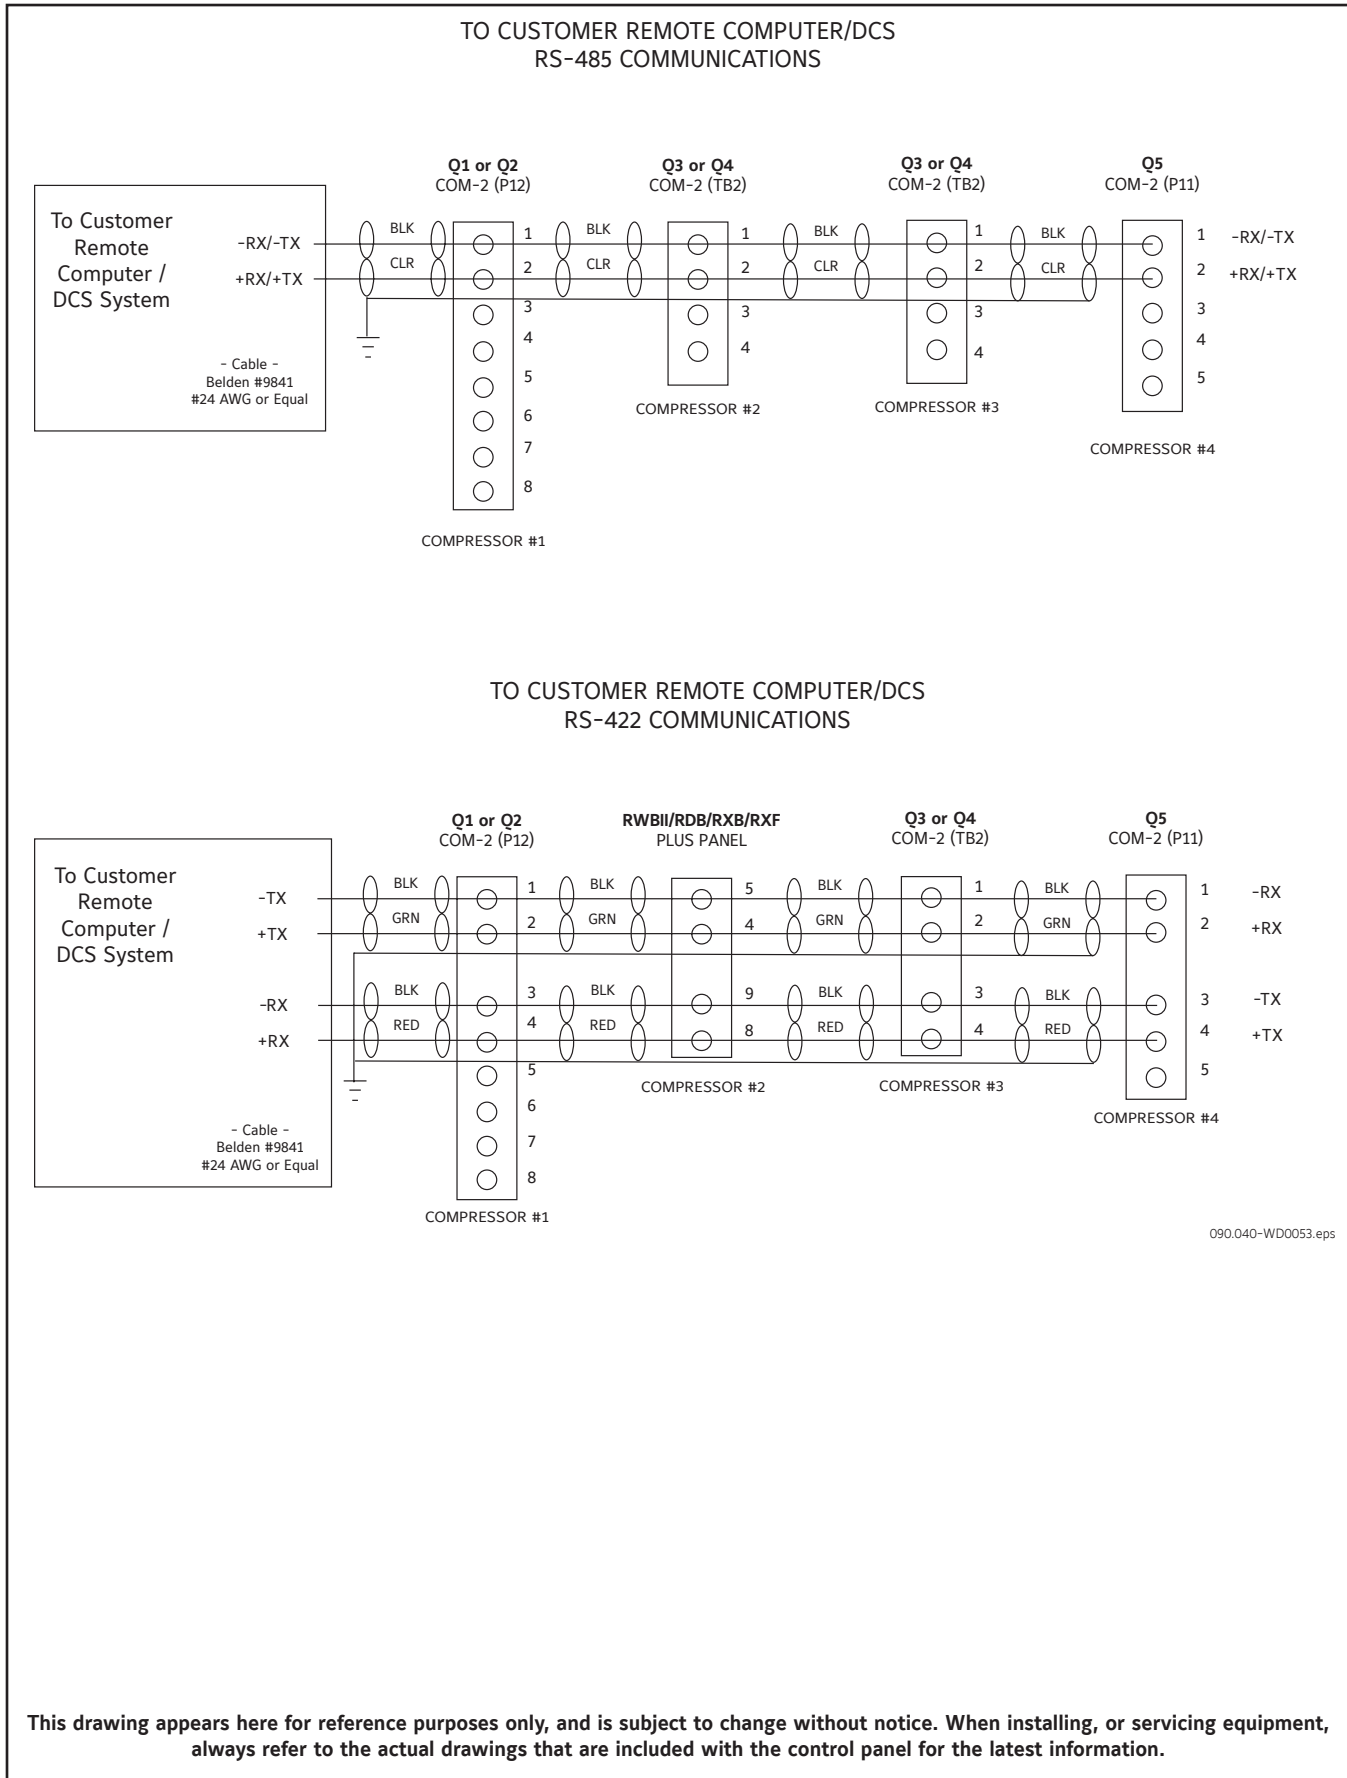 TO CUSTOMER REMOTE COMPUTER/DCS
RS-485 COMMUNICATIONS
Q1 or Q2
COM-2 (P12)
Q3 or Q4
COM-2 (TB2)
Q3 or Q4
COM-2 (TB2)
Q5
COM-2 (P11)
To Customer
Remote
Computer /
DCS System
-RX/-TX
+RX/+TX
- Cable -
Belden #9841
#24 AWG or Equal
BLK
CLR
1
2
3
4
5
6
7
8
COMPRESSOR #1
BLK
CLR
1
2
3
4
COMPRESSOR #2
BLK
CLR
1
2
3
4
COMPRESSOR #3
BLK
CLR
1
2
3
4
5
-RX/-TX
+RX/+TX
COMPRESSOR #4
TO CUSTOMER REMOTE COMPUTER/DCS
RS-422 COMMUNICATIONS
Q1 or Q2
COM-2 (P12)
RWBII/RDB/RXB/RXF
PLUS PANEL
Q3 or Q4
COM-2 (TB2)
Q5
COM-2 (P11)
To Customer
Remote
Computer /
DCS System
-TX
+TX
-RX
+RX
- Cable -
Belden #9841
#24 AWG or Equal
BLK
GRN
BLK
RED
1
2
3
4
5
6
7
8
COMPRESSOR #1
BLK
GRN
BLK
RED
5
4
9
8
COMPRESSOR #2
BLK
GRN
BLK
RED
1
2
3
4
COMPRESSOR #3
BLK
GRN
BLK
RED
1
2
3
4
5
-RX
+RX
-TX
+TX
COMPRESSOR #4
090.040-WD0053.eps
This drawing appears here for reference purposes only, and is subject to change without notice. When installing, or servicing equipment,
always refer to the actual drawings that are included with the control panel for the latest information.